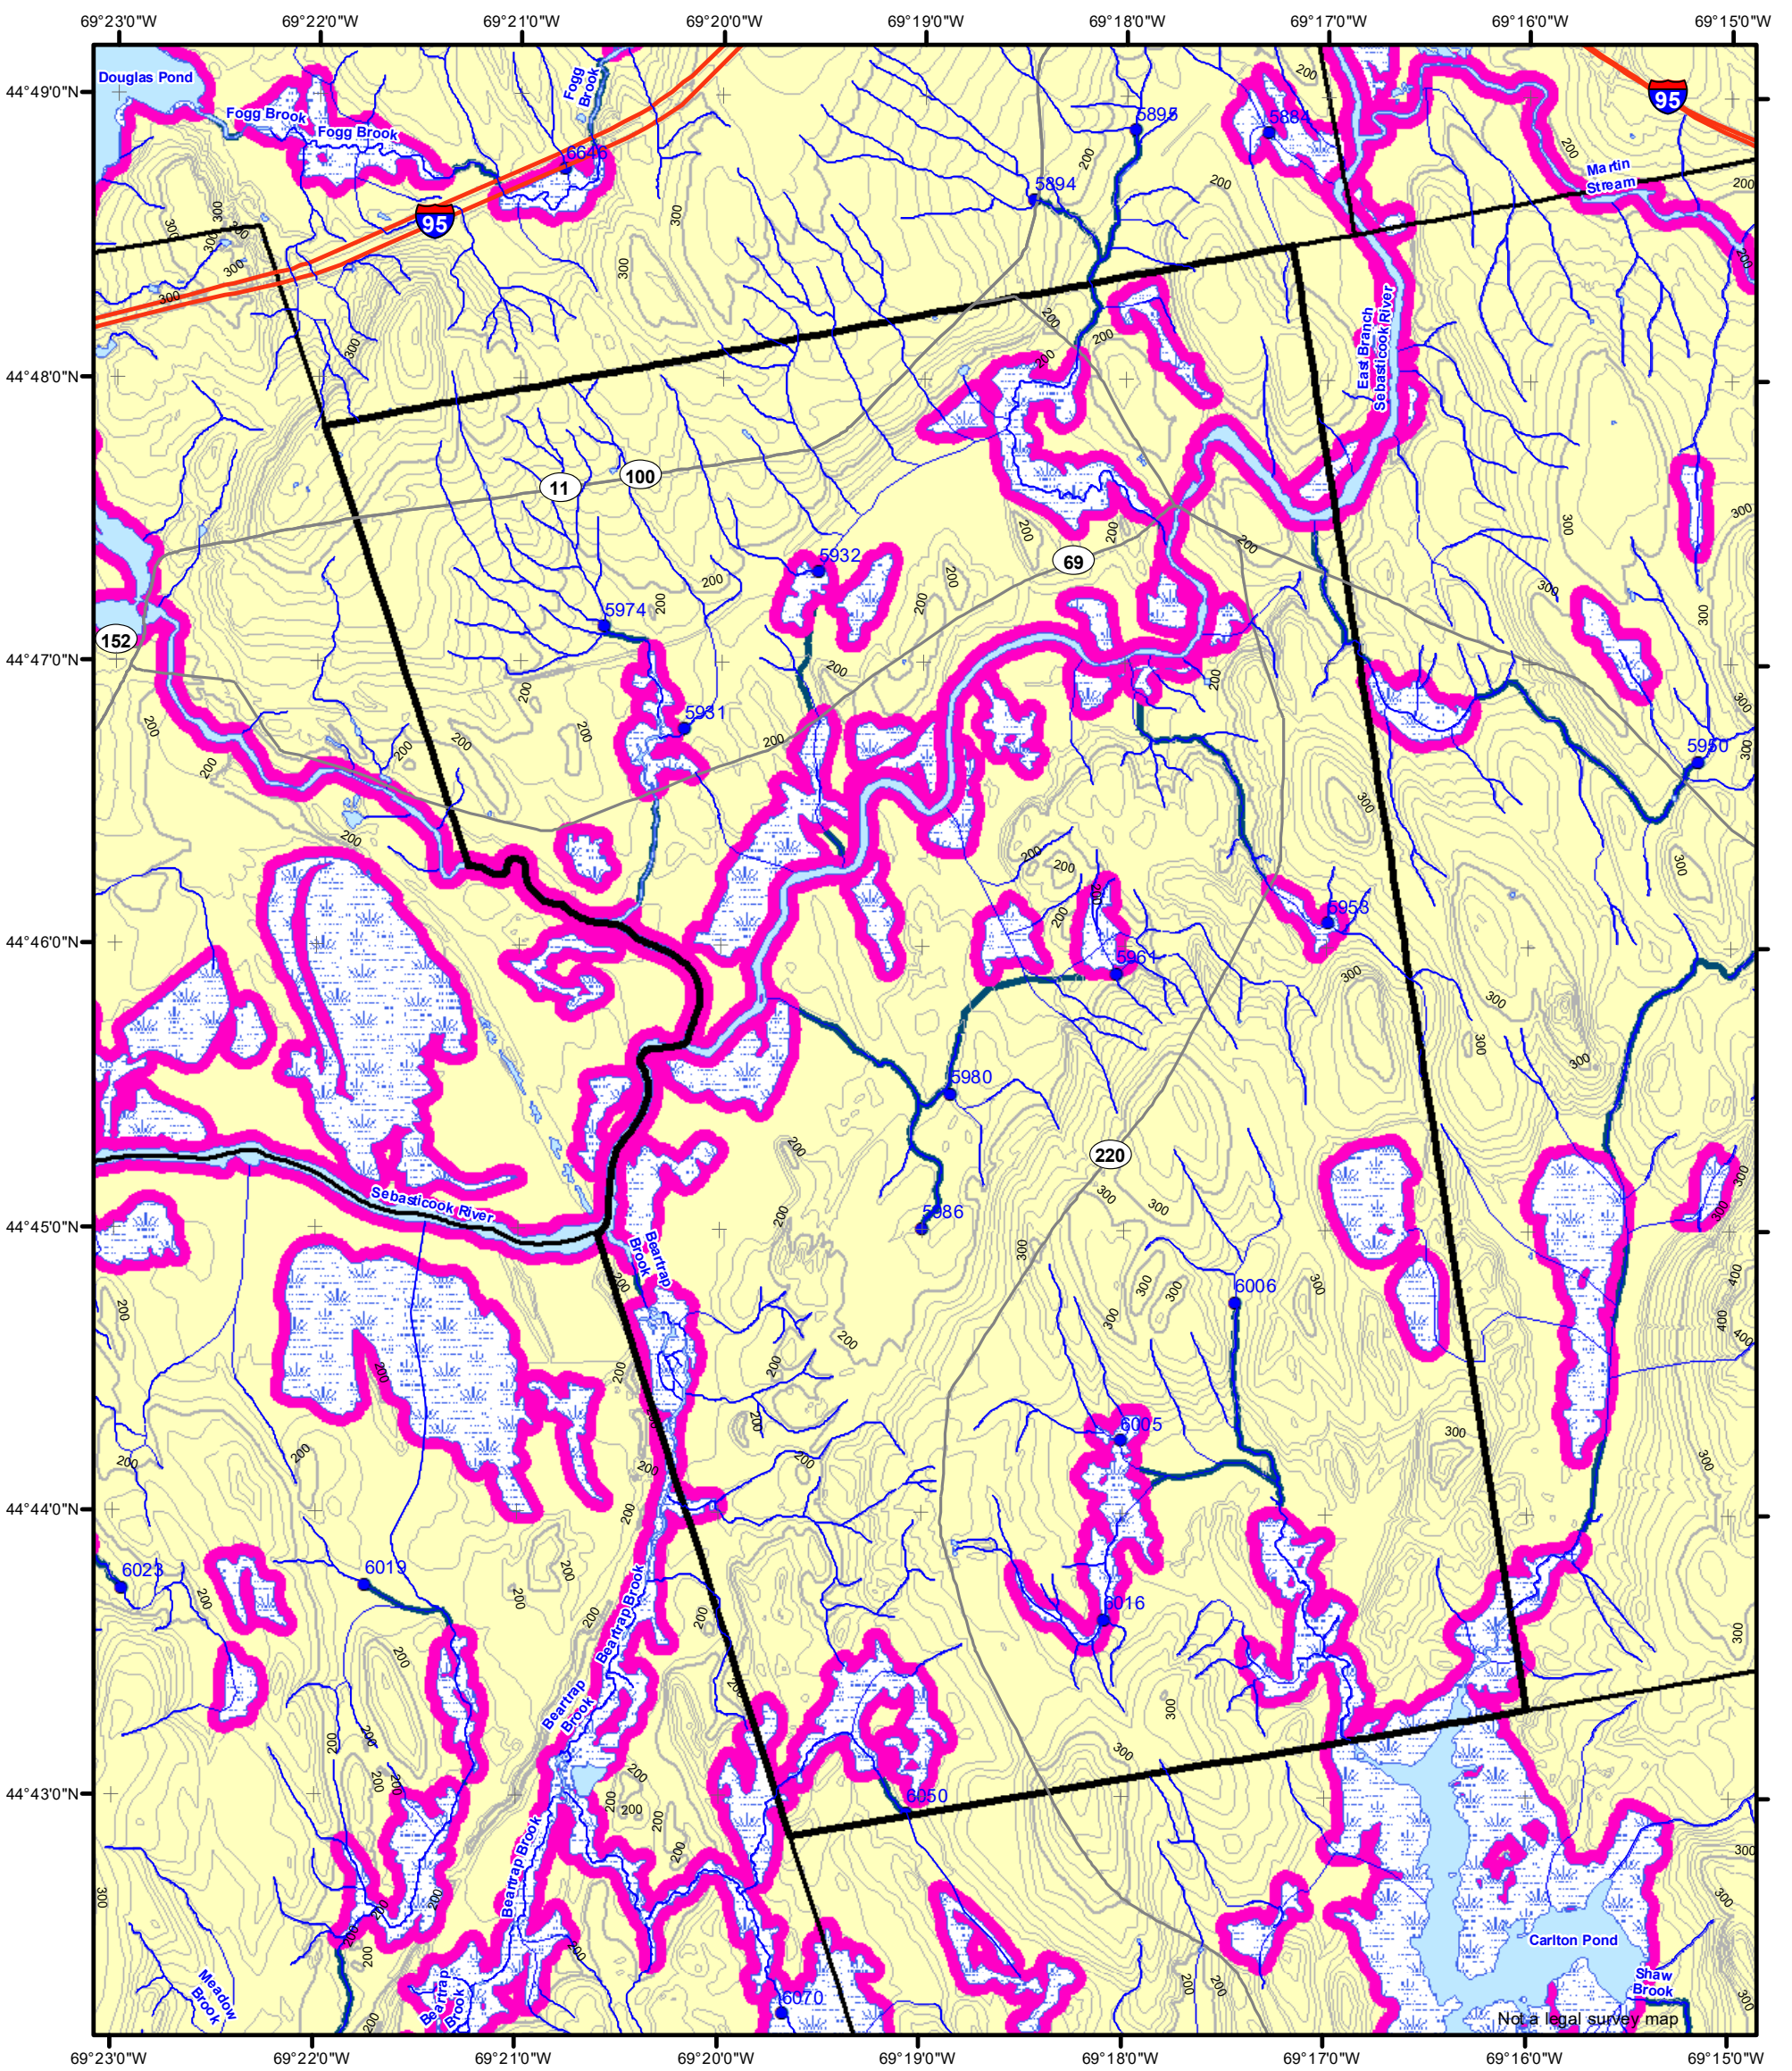 69°23'0"W 69°22'0"W 69°21'0"W 69°20'0"W 69°19'0"W 69°18'0"W 69°17'0"W 69°16'0"W 69°15'0"W
44°49'0"N
44°48'0"N
44°47'0"N
44°46'0"N
44°45'0"N
44°44'0"N
44°43'0"N
Douglas Pond
Fogg Brook
Fogg Brook
Fogg
Brook
6646
95
5895
5894
5884
95
Martin
Stream
East Branch
Sebasticook River
11
100
69
152
5932
5974
5931
5950
5953
5961
5980
5986
220
Sebasticook River
Beartrap
Brook
6006
6005
6016
6023
6019
Beartrap Brook
Beartrap
Brook
6050
Beartrap Brook
Beartrap
Brook
Meadow
Brook
6070
Carlton Pond
Shaw
Brook
Not a legal survey map
200
300
400
69°23'0"W 69°22'0"W 69°21'0"W 69°20'0"W 69°19'0"W 69°18'0"W 69°17'0"W 69°16'0"W 69°15'0"W